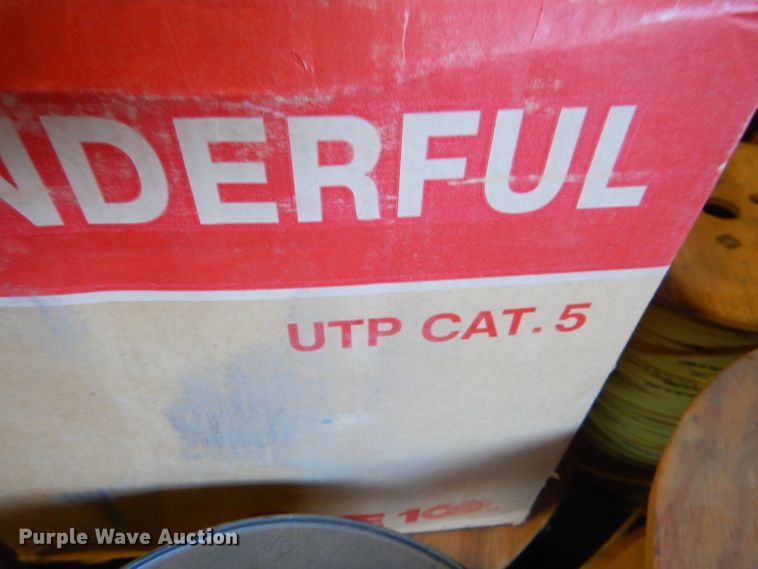 NDERFUL
UTP CAT. 5
Purple Wave Auction